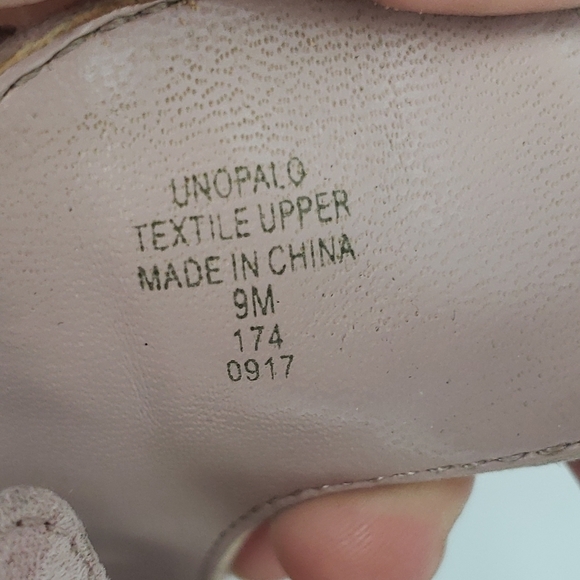 UNOPALO
TEXTILE UPPER
MADE IN CHINA
9M
174
0917